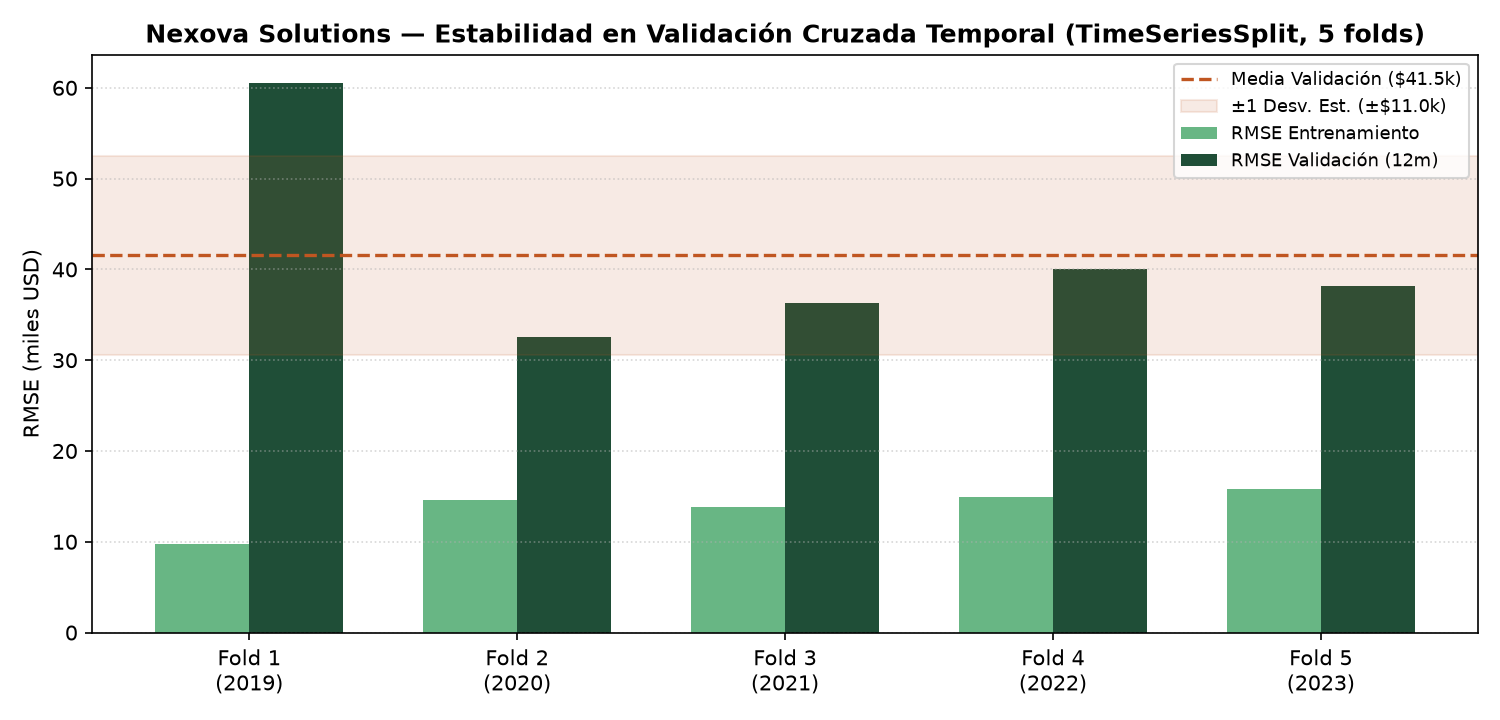 Nexova Solutions — Estabilidad en Validación Cruzada Temporal (TimeSeriesSplit, 5 folds)
Media Validación ($41.5k)
±1 Desv. Est. (±$11.0k)
RMSE Entrenamiento
RMSE Validación (12m)
RMSE (miles USD)
60
50
40
30
20
10
0
Fold 1
(2019)
Fold 2
(2020)
Fold 3
(2021)
Fold 4
(2022)
Fold 5
(2023)